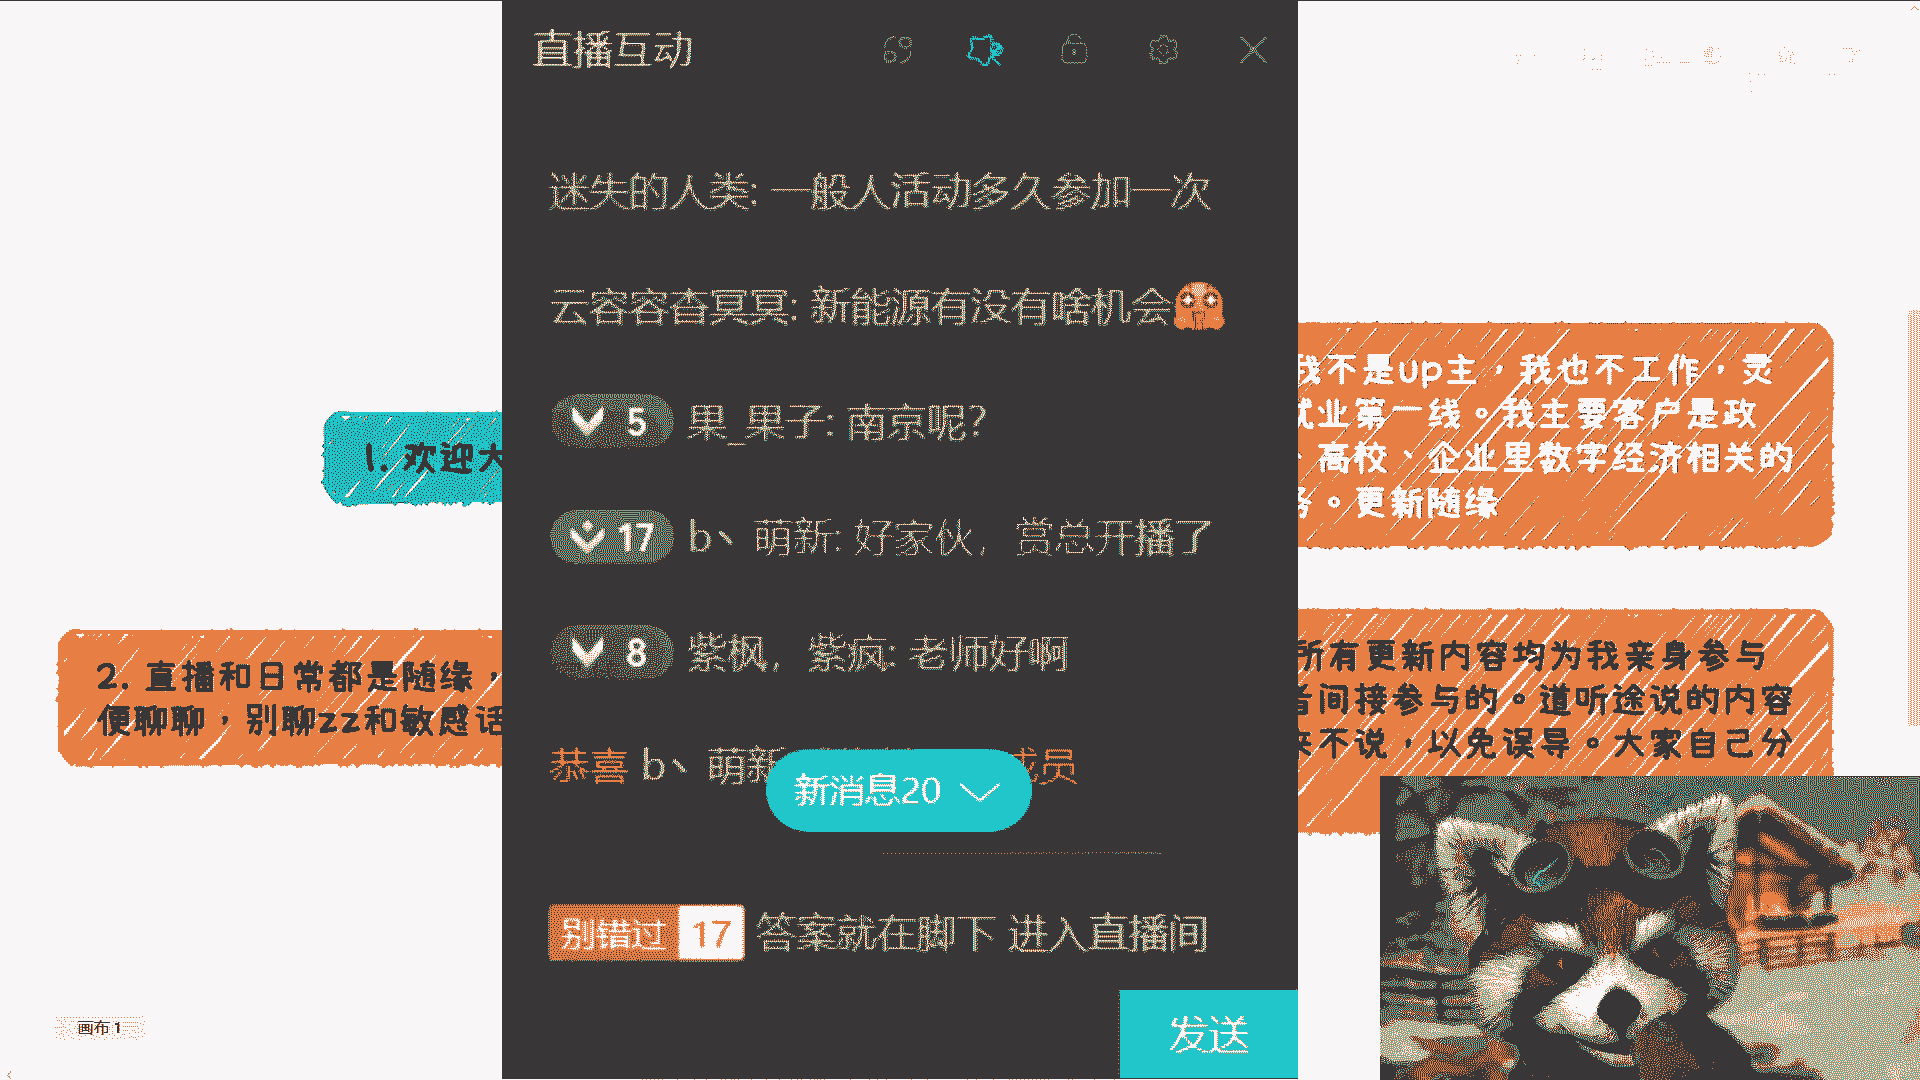 直播互动
迷失的人类: 一般人活动多久参加一次
云容容杳冥冥: 新能源有没有啥机会
5 果_果子: 南京呢?
17 b丶 萌新: 好家伙，赏总开播了
8 紫枫，紫疯: 老师好啊
恭喜 b丶 萌新 成员
新消息20
别错过 17 答案就在脚下 进入直播间
发送
1. 欢迎大
2. 直播和日常都是随缘，
便聊聊，别聊zz和敏感话
我不是up主，我也不工作，灵
就业第一线。我主要客户是政
、高校、企业里数字经济相关的
务。更新随缘
所有更新内容均为我亲身参与
者间接参与的。道听途说的内容
来不说，以免误导。大家自己分
画布 1